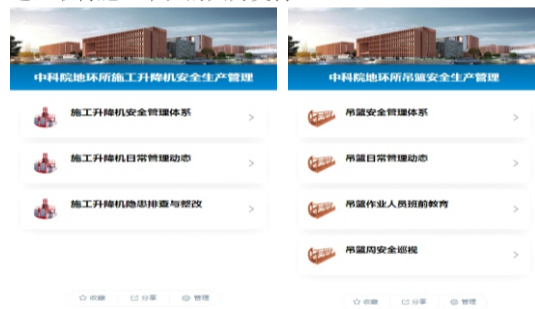 中科院地环所施工升降机安全生产管理
施工升降机安全管理体系
施工升降机日常管理动态
施工升降机隐患排查与整改
收藏 分享 管理
中科院地环所吊篮安全生产管理
吊篮安全管理体系
吊篮日常管理动态
吊篮作业人员班前教育
吊篮周安全巡视
收藏 分享 管理